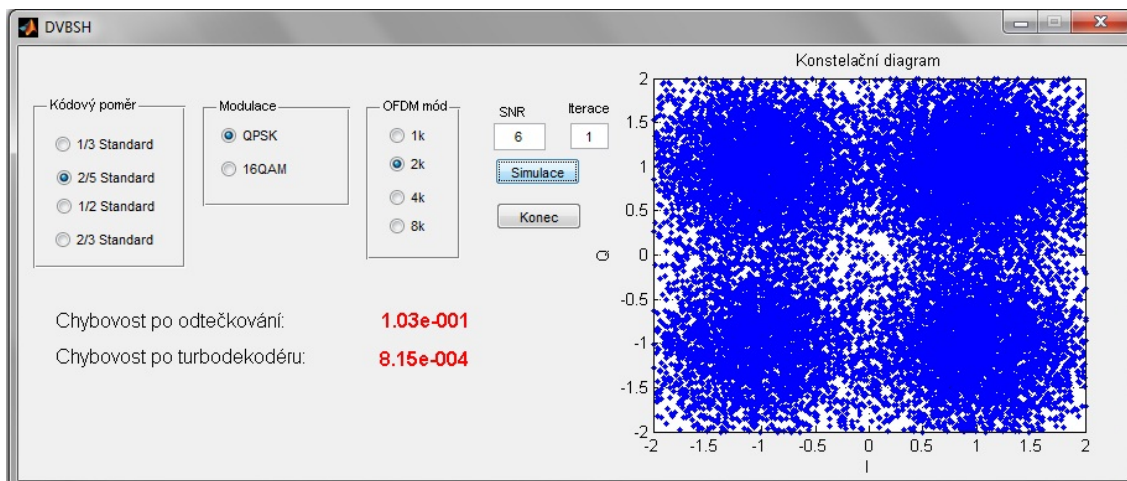 DVBSH
Kódový poměr
1/3 Standard
2/5 Standard
1/2 Standard
2/3 Standard
Modulace
QPSK
16QAM
OFDM mód
1k
2k
4k
8k
SNR
6
Iterace
1
Simulace
Konec
Chybovost po odtečkování: 1.03e-001
Chybovost po turbodekodéru: 8.15e-004
Konstelační diagram
2
1.5
1
0.5
0
-0.5
-1
-1.5
-2
Q
-2 -1.5 -1 -0.5 0 0.5 1 1.5 2
I